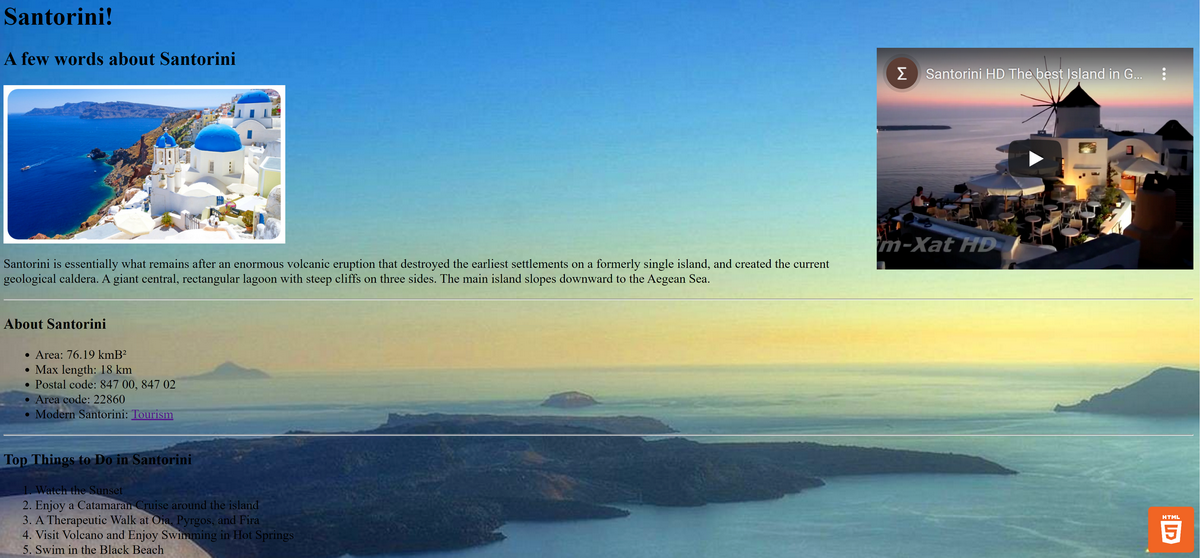 Santorini!
A few words about Santorini
Σ Santorini HD The best Island in G...
m-Xat HD
Santorini is essentially what remains after an enormous volcanic eruption that destroyed the earliest settlements on a formerly single island, and created the current
geological caldera. A giant central, rectangular lagoon with steep cliffs on three sides. The main island slopes downward to the Aegean Sea.
About Santorini
• Area: 76.19 kmВ²
• Max length: 18 km
• Postal code: 847 00, 847 02
• Area code: 22860
• Modern Santorini: Tourism
Top Things to Do in Santorini
1. Watch the Sunset
2. Enjoy a Catamaran Cruise around the island
3. A Therapeutic Walk at Oia, Pyrgos, and Fira
4. Visit Volcano and Enjoy Swimming in Hot Springs
5. Swim in the Black Beach
HTML
5